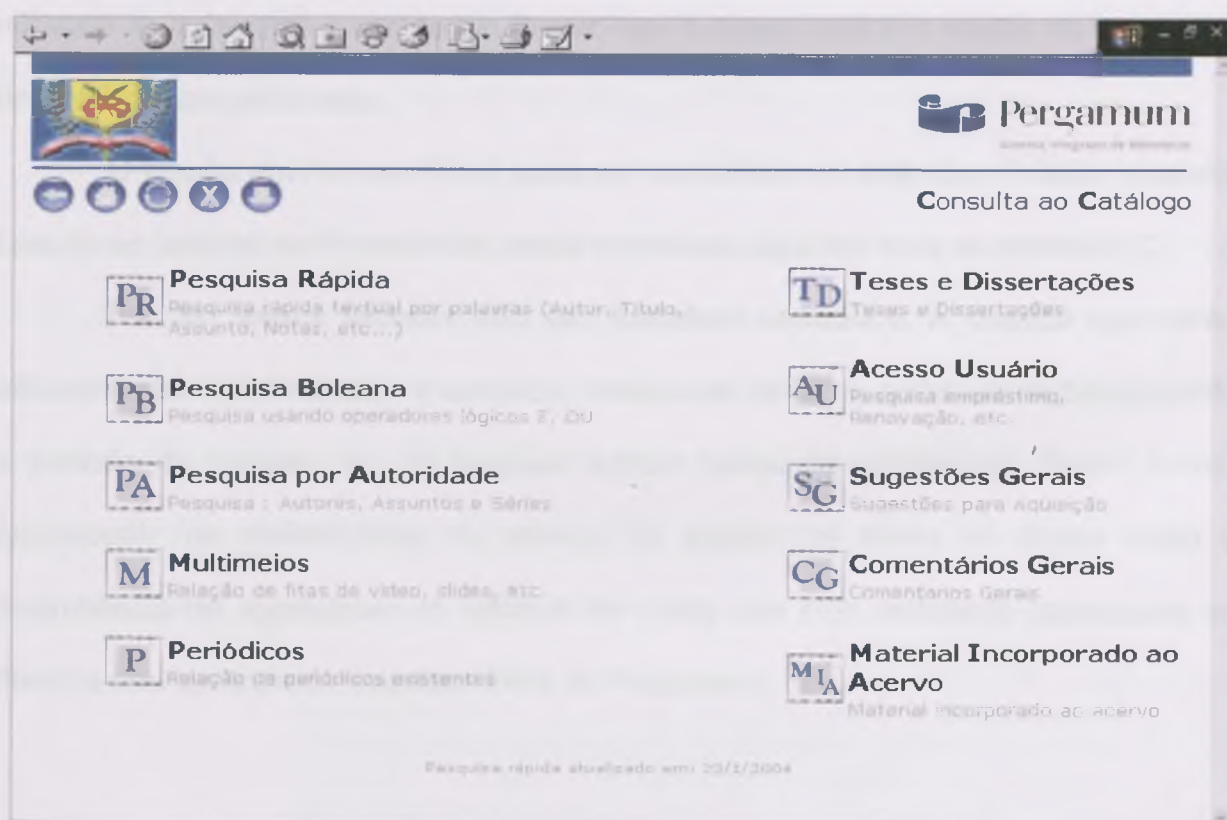 Pergamum
Consulta ao Catálogo
PR
Pesquisa Rápida
Pesquisa rápida textual por palavras (Autor, Título,
Assunto, Notas, etc...)
PB
Pesquisa Boleana
Pesquisa usando operadores lógicos E, OU
PA
Pesquisa por Autoridade
Pesquisa : Autores, Assuntos e Séries
M
Multimeios
Relação de fitas de vídeo, slides, etc
P
Periódicos
Relação de periódicos existentes
TD
Teses e Dissertações
Teses e Dissertações
AU
Acesso Usuário
Pesquisa empréstimo,
Renovação, etc.
SG
Sugestões Gerais
Sugestões para Aquisição
CG
Comentários Gerais
Comentários Gerais
MIA
Material Incorporado ao
Acervo
Material incorporado ao acervo
Pesquisa rápida atualizado em: